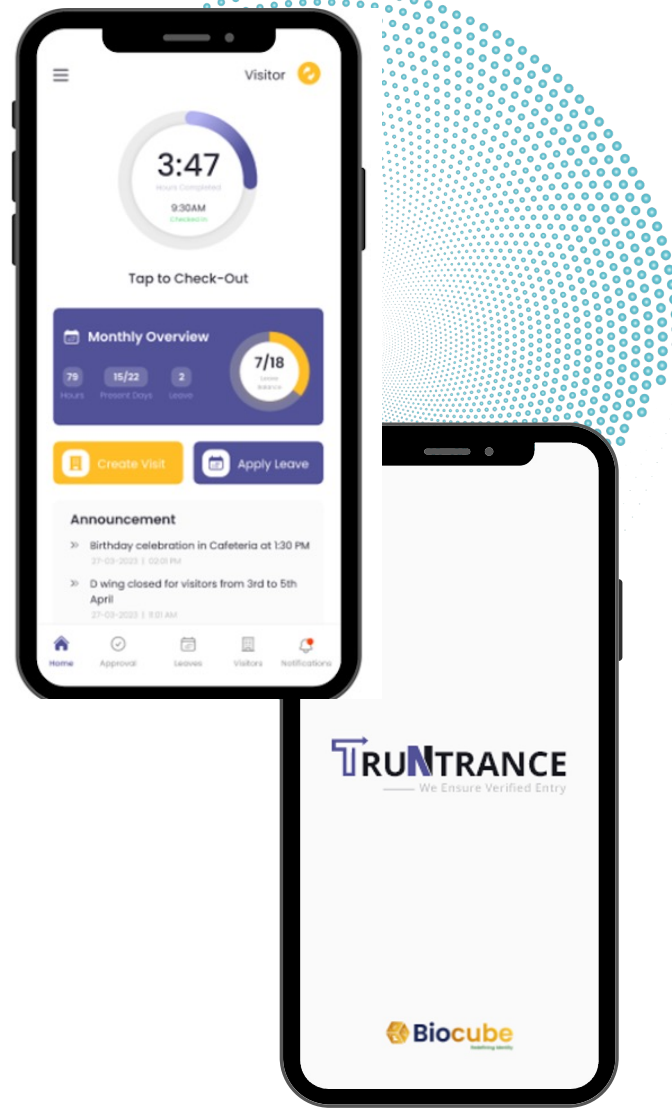 Visitor
3:47
Hours Completed
9:30AM
Checked In
Tap to Check-Out
Monthly Overview
79
15/22
2
Hours
Present Days
Leave
7/18
Leave
Balance
Create Visit
Apply Leave
Announcement
Birthday celebration in Cafeteria at 1:30 PM
27-03-2023 | 02:01 PM
D wing closed for visitors from 3rd to 5th
April
27-03-2023 | 11:01 AM
Home
Approval
Leaves
Visitors
Notifications
TRUNTRANCE
We Ensure Verified Entry
Biocube
Redefining Identity